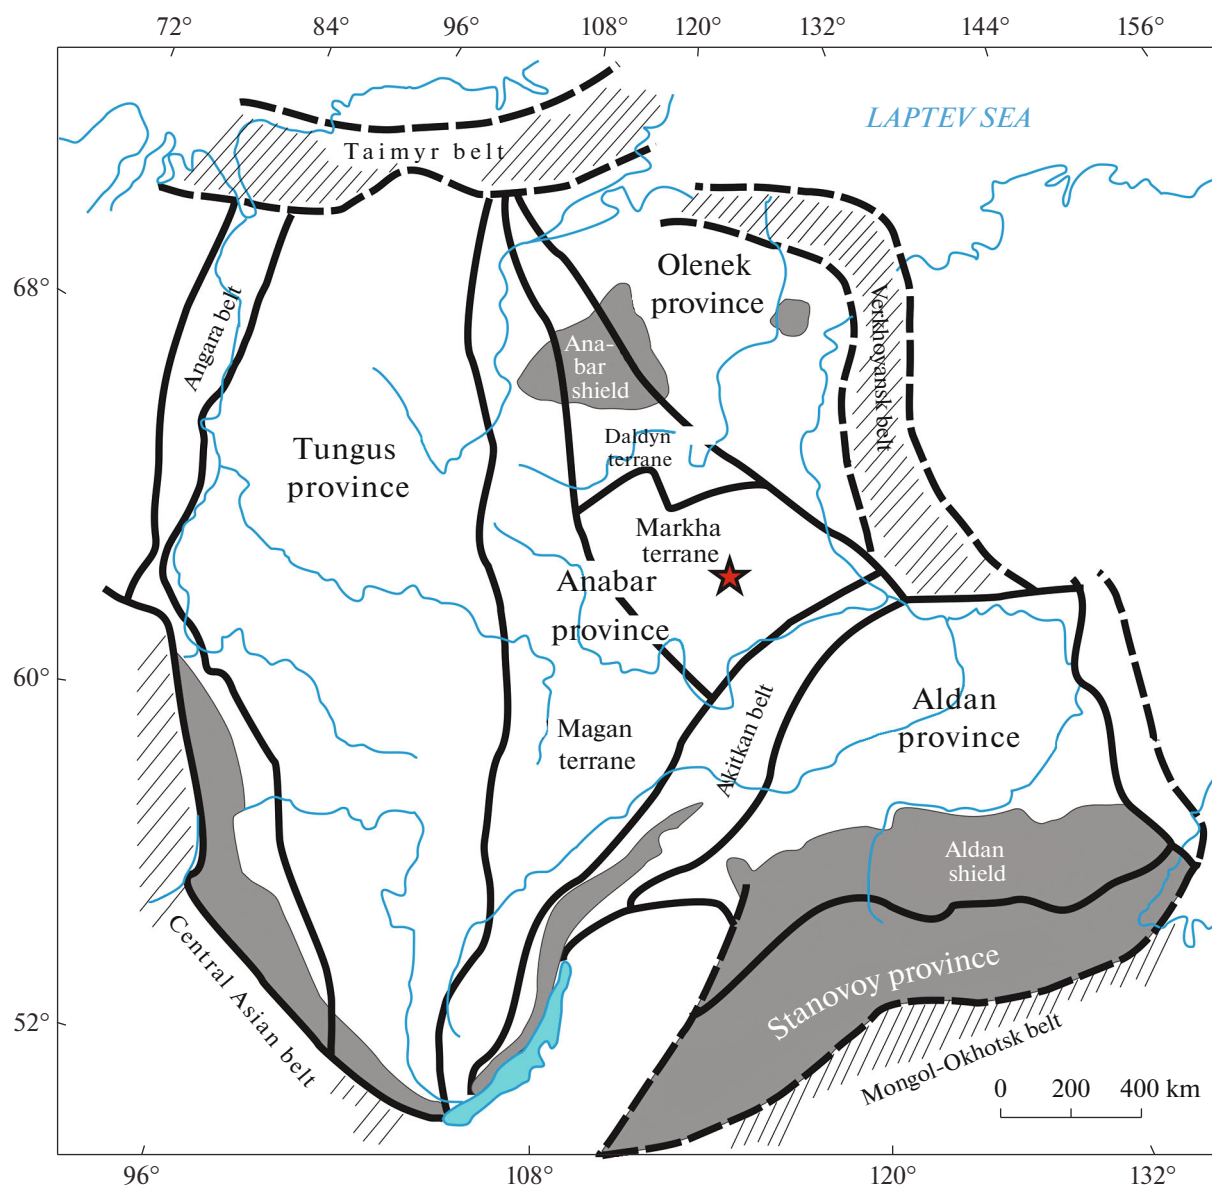 72° 84° 96° 108° 120° 132° 144° 156°
LAPTEV SEA
Taimyr belt
68°
Olenek
province
Angara belt
Verkhoyansk belt
Ana-
bar
shield
Tungus
province
Daldyn
terrane
Markha
terrane
Anabar
province
60°
Magan
terrane
Akitkan belt
Aldan
province
Aldan
shield
Central Asian belt
Stanovoy province
52°
Mongol-Okhotsk belt
0 200 400 km
96° 108° 120° 132°